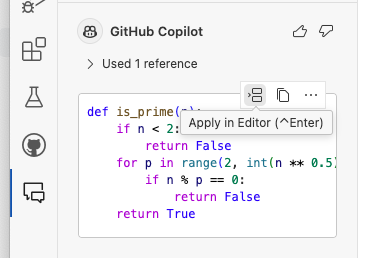 GitHub Copilot
Used 1 reference
def is_prime(n):
Apply in Editor (^Enter)
if n < 2:
return False
for p in range(2, int(n ** 0.5)
if n % p == 0:
return False
return True